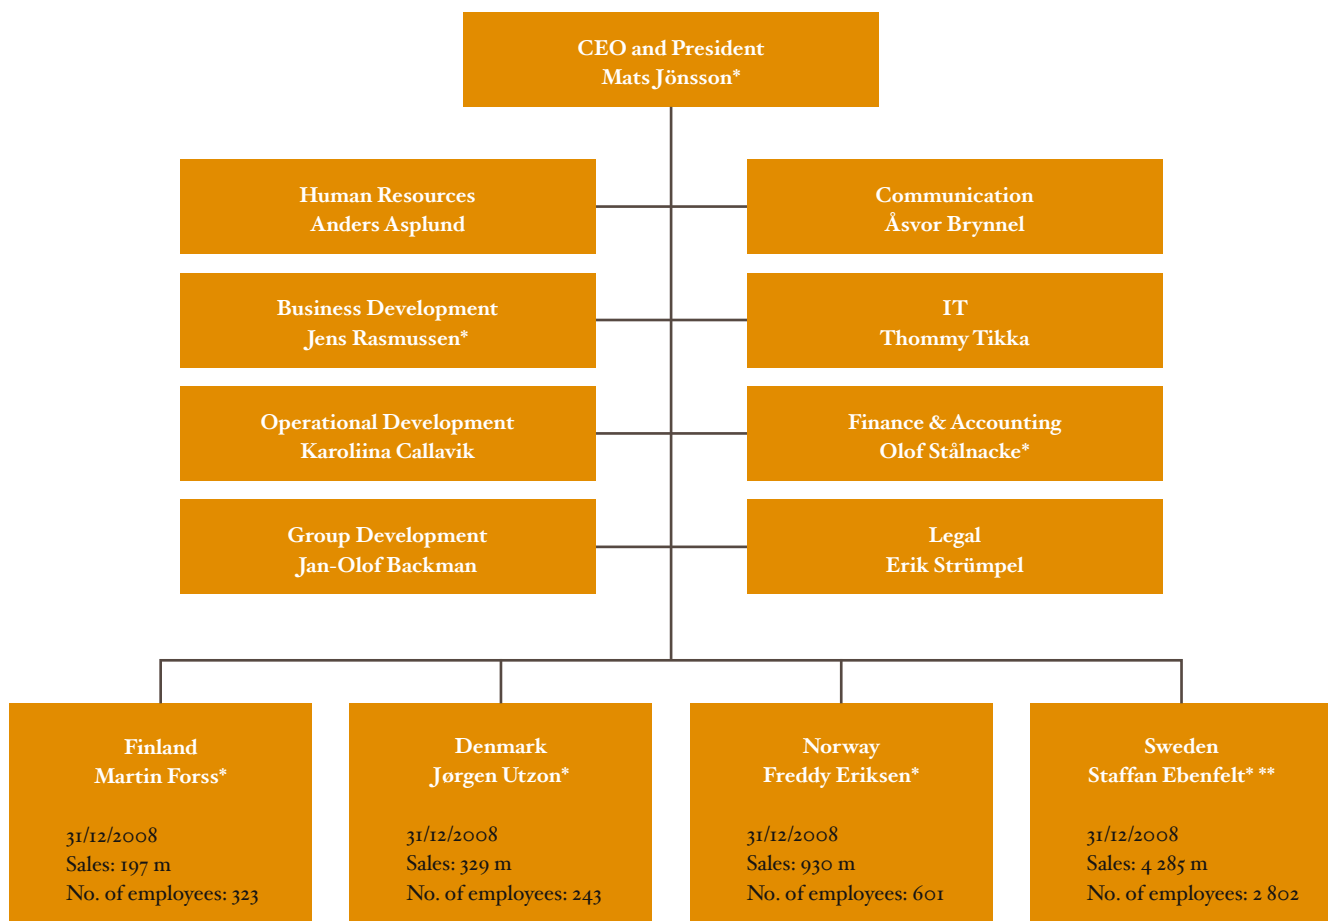 CEO and President
Mats Jönsson*
Human Resources
Anders Asplund
Communication
Åsvor Brynnel
Business Development
Jens Rasmussen*
IT
Thommy Tikka
Operational Development
Karoliina Callavik
Finance & Accounting
Olof Stålnacke*
Group Development
Jan-Olof Backman
Legal
Erik Strümpel
Finland
Martin Forss*
31/12/2008
Sales: 197 m
No. of employees: 323
Denmark
Jørgen Utzon*
31/12/2008
Sales: 329 m
No. of employees: 243
Norway
Freddy Eriksen*
31/12/2008
Sales: 930 m
No. of employees: 601
Sweden
Staffan Ebenfelt* **
31/12/2008
Sales: 4 285 m
No. of employees: 2 802